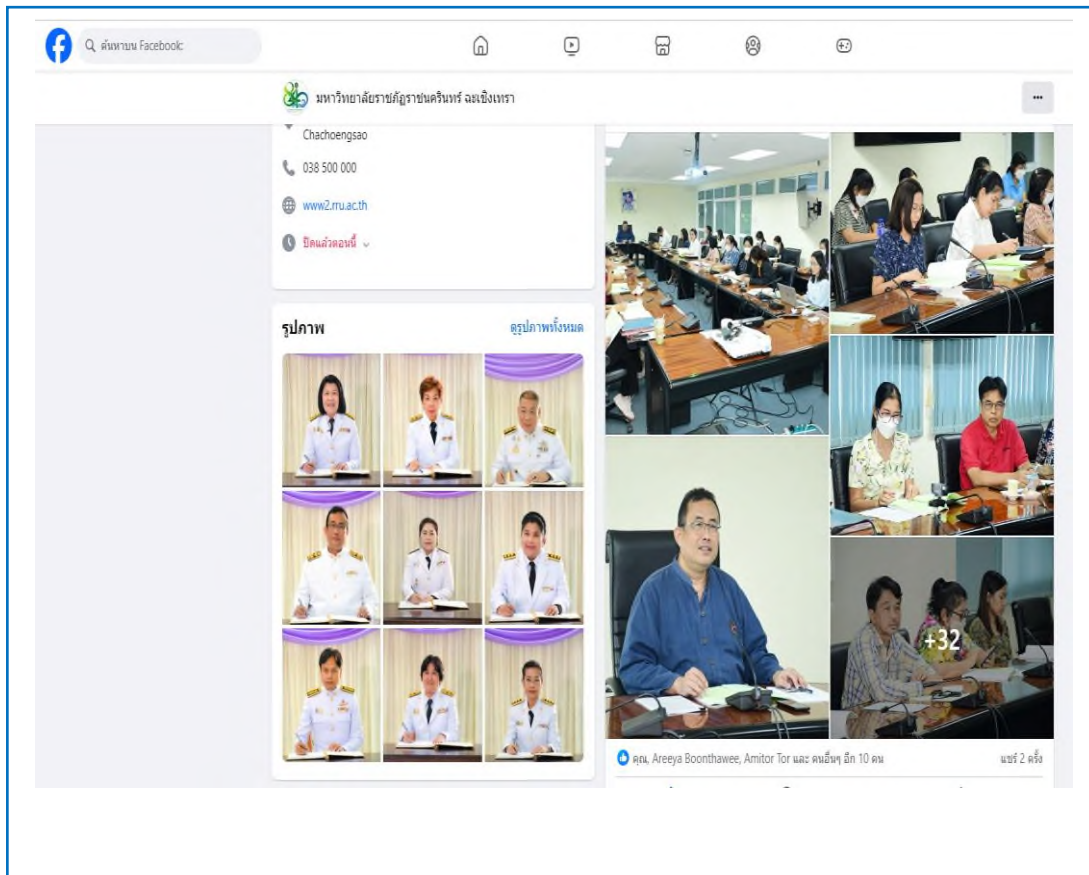 ค้นหาบน Facebook
มหาวิทยาลัยราชภัฏราชนครินทร์ ฉะเชิงเทรา
Chachoengsao
038 500 000
www2.rru.ac.th
ปิดแล้วตอนนี้
รูปภาพ
ดูรูปภาพทั้งหมด
+32
คุณ, Areeya Boonthawee, Amitor Tor และ คนอื่นๆ อีก 10 คน
แชร์ 2 ครั้ง